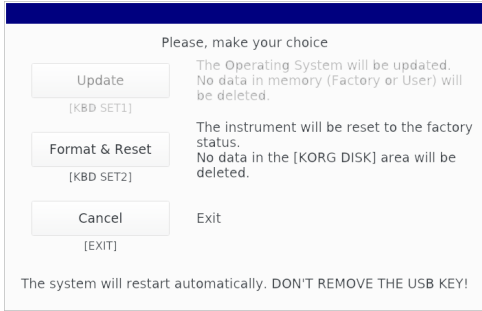 Please, make your choice
Update
[KBD SET1]
The Operating System will be updated.
No data in memory (Factory or User) will
be deleted.
Format & Reset
[KBD SET2]
The instrument will be reset to the factory
status.
No data in the [KORG DISK] area will be
deleted.
Cancel
[EXIT]
Exit
The system will restart automatically. DON'T REMOVE THE USB KEY!